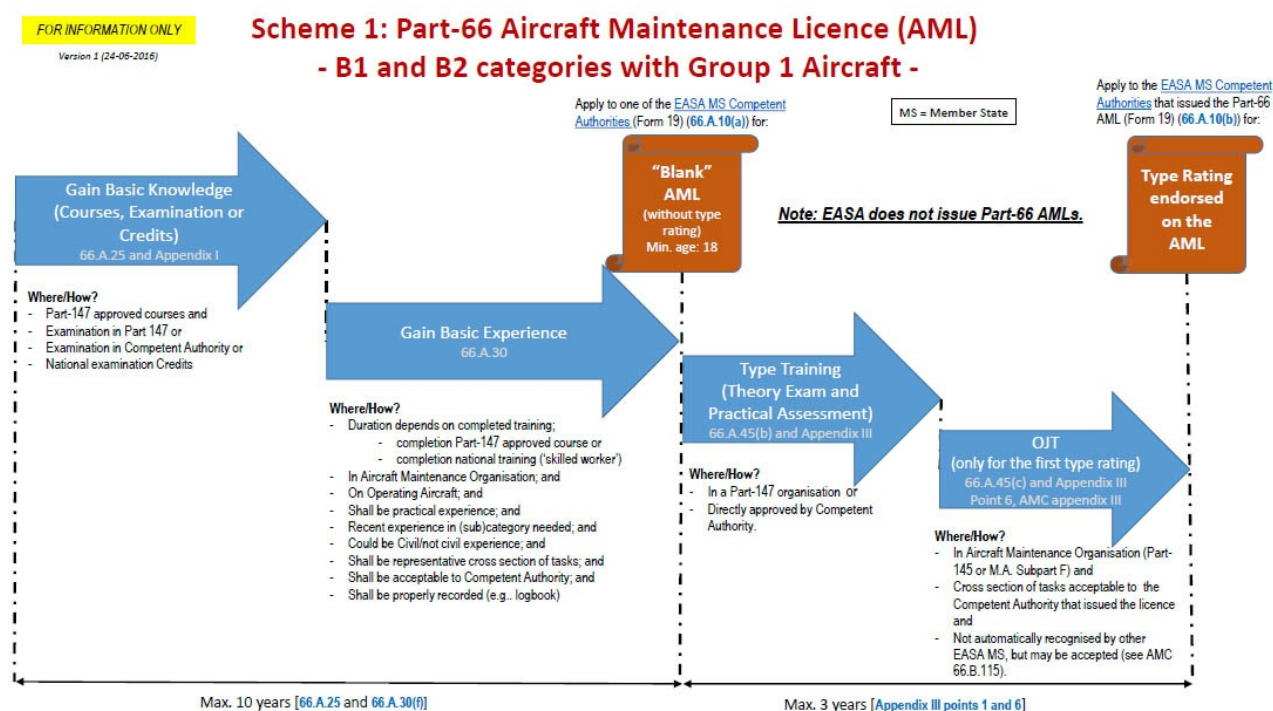 FOR INFORMATION ONLY
Version 1 (24-06-2016)
Scheme 1: Part-66 Aircraft Maintenance Licence (AML)
- B1 and B2 categories with Group 1 Aircraft -
Apply to one of the EASA MS Competent
Authorities (Form 19) (66.A.10(a)) for:
MS = Member State
Apply to the EASA MS Competent
Authorities that issued the Part-66
AML (Form 19) (66.A.10(b)) for:
"Blank"
AML
(without type
rating)
Min. age: 18
Type Rating
endorsed
on the
AML
Note: EASA does not issue Part-66 AMLs.
Gain Basic Knowledge
(Courses, Examination or
Credits)
66.A.25 and Appendix I
Where/How?
- Part-147 approved courses and
- Examination in Part 147 or
- Examination in Competent Authority or
- National examination Credits
Gain Basic Experience
66.A.30
Where/How?
- Duration depends on completed training;
- completion Part-147 approved course or
- completion national training ('skilled worker')
- In Aircraft Maintenance Organisation; and
- On Operating Aircraft; and
- Shall be practical experience; and
- Recent experience in (sub)category needed; and
- Could be Civil/not civil experience; and
- Shall be representative cross section of tasks; and
- Shall be acceptable to Competent Authority; and
- Shall be properly recorded (e.g.. logbook)
Type Training
(Theory Exam and
Practical Assessment)
66.A.45(b) and Appendix III
Where/How?
- In a Part-147 organisation or
- Directly approved by Competent
Authority.
OJT
(only for the first type rating)
66.A.45(c) and Appendix III
Point 6, AMC appendix III
Where/How?
- In Aircraft Maintenance Organisation (Part-
145 or M.A. Subpart F) and
- Cross section of tasks acceptable to the
Competent Authority that issued the licence
and
- Not automatically recognised by other
EASA MS, but may be accepted (see AMC
66.B.115).
Max. 10 years [66.A.25 and 66.A.30(f)]
Max. 3 years [Appendix III points 1 and 6]